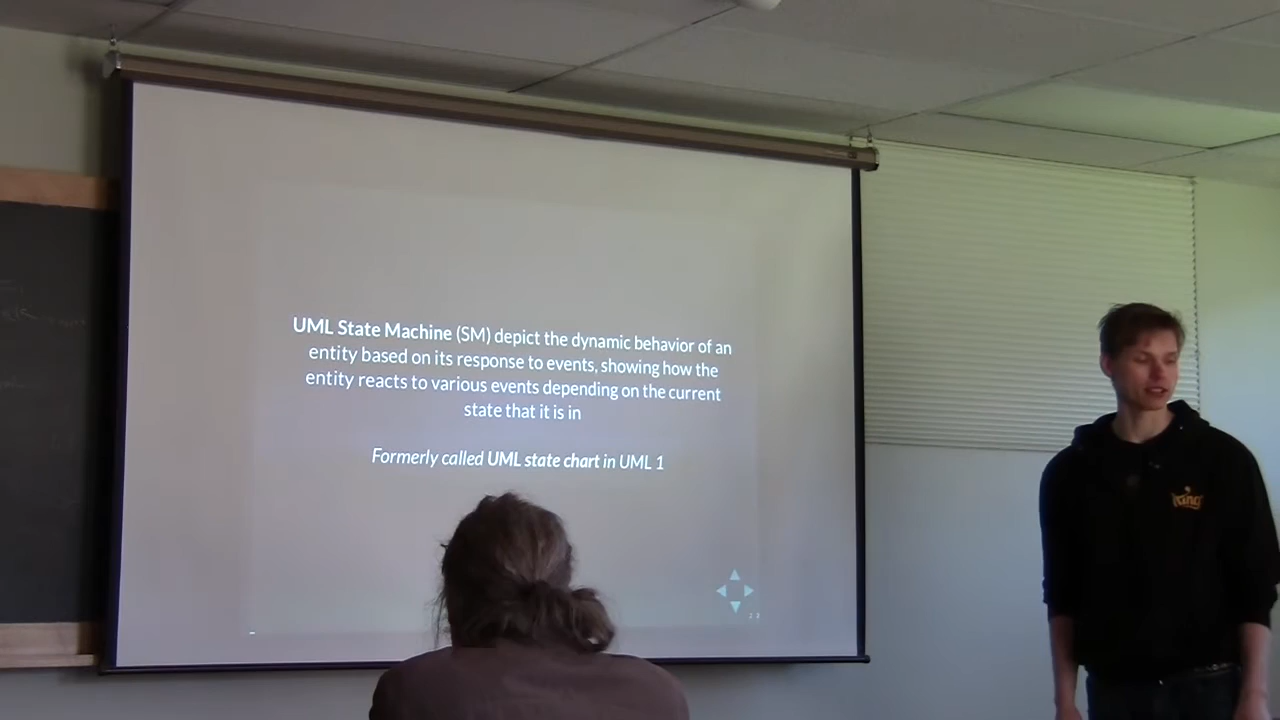 UML State Machine (SM) depict the dynamic behavior of an
entity based on its response to events, showing how the
entity reacts to various events depending on the current
state that it is in
Formerly called UML state chart in UML 1
King